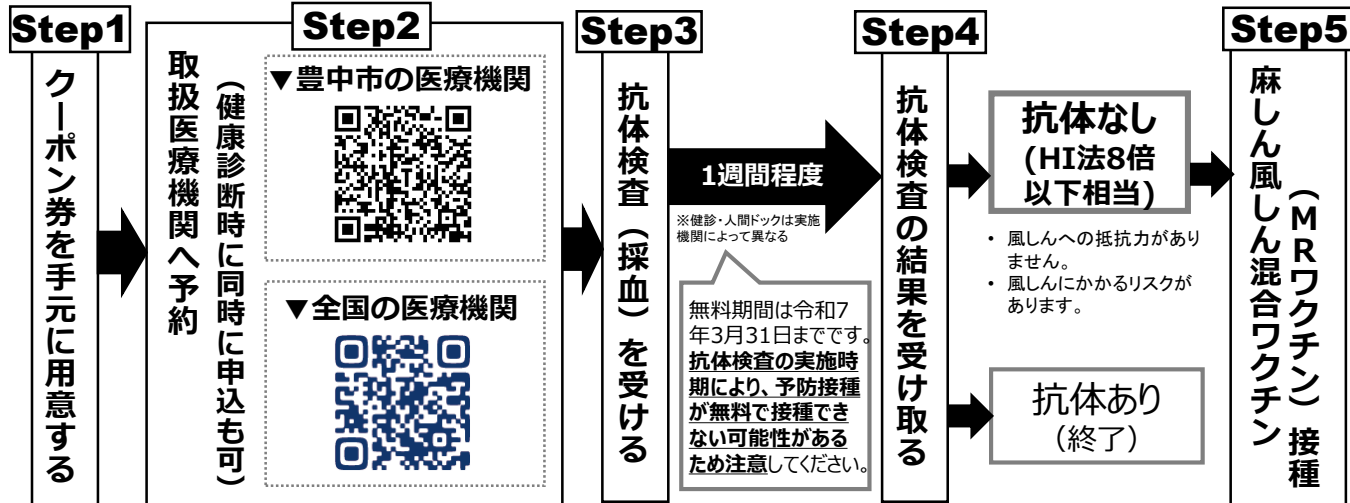 Step1
クーポン券を手元に用意する
Step2
取扱医療機関へ予約
（健康診断時に同時に申込も可）
▼豊中市の医療機関
▼全国の医療機関
Step3
抗体検査（採血）を受ける
1週間程度
※健診・人間ドックは実施
機関によって異なる
無料期間は令和7
年3月31日までです。
抗体検査の実施時
期により、予防接種
が無料で接種でき
ない可能性がある
ため注意してください。
Step4
抗体検査の結果を受け取る
抗体なし
(HI法8倍
以下相当)
• 風しんへの抵抗力があり
ません。
• 風しんにかかるリスクが
あります。
抗体あり
（終了）
Step5
麻しん風しん混合ワクチン
（MRワクチン）接種